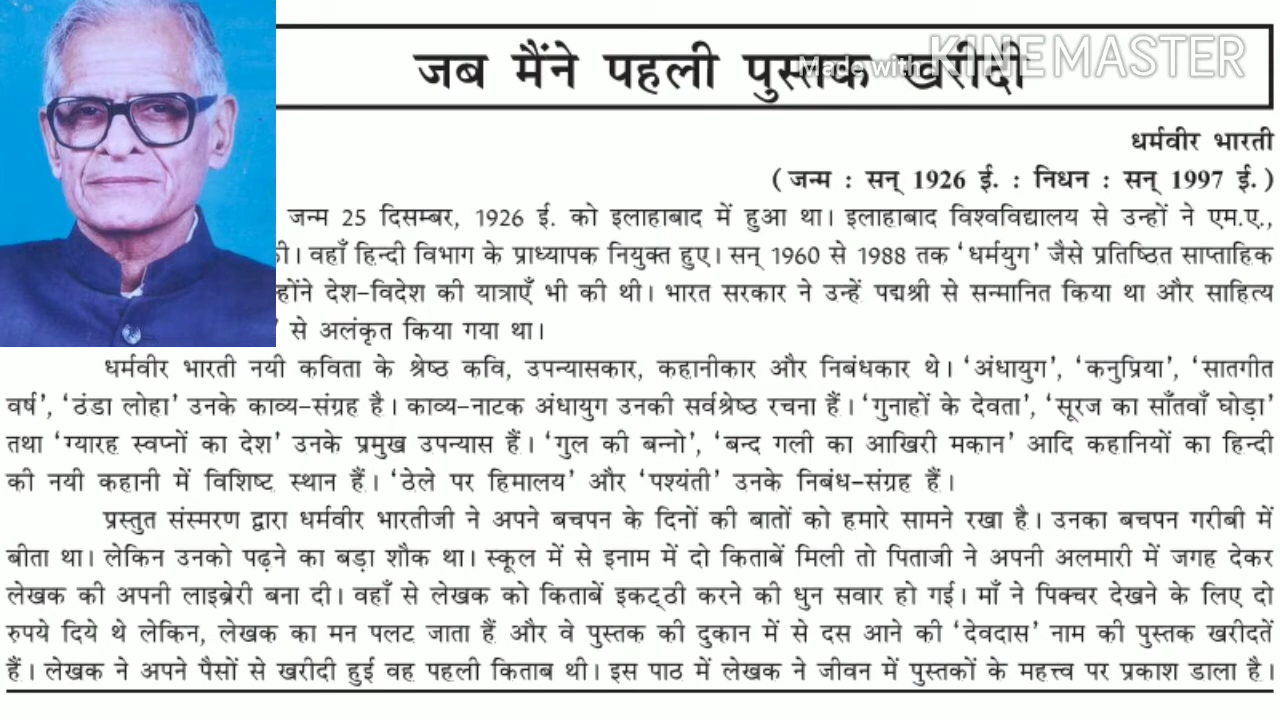 जब मैंने पहली पुस्तक खरीदी
Made with KINEMASTER
धर्मवीर भारती
( जन्म : सन् 1926 ई. : निधन : सन् 1997 ई. )
जन्म 25 दिसम्बर, 1926 ई. को इलाहाबाद में हुआ था। इलाहाबाद विश्वविद्यालय से उन्हों ने एम.ए.,
वहाँ हिन्दी विभाग के प्राध्यापक नियुक्त हुए। सन् 1960 से 1988 तक ‘धर्मयुग’ जैसे प्रतिष्ठित साप्ताहिक
देश-विदेश की यात्राएँ भी की थी। भारत सरकार ने उन्हें पद्मश्री से सन्मानित किया था और साहित्य
’ से अलंकृत किया गया था।
धर्मवीर भारती नयी कविता के श्रेष्ठ कवि, उपन्यासकार, कहानीकार और निबंधकार थे। ‘अंधायुग’, ‘कनुप्रिया’, ‘सातगीत
वर्ष’, ‘ठंडा लोहा’ उनके काव्य-संग्रह है। काव्य-नाटक अंधायुग उनकी सर्वश्रेष्ठ रचना हैं। ‘गुनाहों के देवता’, ‘सूरज का साँतवाँ घोड़ा’
तथा ‘ग्यारह स्वप्नों का देश’ उनके प्रमुख उपन्यास हैं। ‘गुल की बन्नो’, ‘बन्द गली का आखिरी मकान’ आदि कहानियों का हिन्दी
की नयी कहानी में विशिष्ट स्थान हैं। ‘ठेले पर हिमालय’ और ‘पश्यंती’ उनके निबंध-संग्रह हैं।
प्रस्तुत संस्मरण द्वारा धर्मवीर भारतीजी ने अपने बचपन के दिनों की बातों को हमारे सामने रखा है। उनका बचपन गरीबी में
बीता था। लेकिन उनको पढ़ने का बड़ा शौक था। स्कूल में से इनाम में दो किताबें मिली तो पिताजी ने अपनी अलमारी में जगह देकर
लेखक की अपनी लाइब्रेरी बना दी। वहाँ से लेखक को किताबें इकट्ठी करने की धुन सवार हो गई। माँ ने पिक्चर देखने के लिए दो
रुपये दिये थे लेकिन, लेखक का मन पलट जाता हैं और वे पुस्तक की दुकान में से दस आने की ‘देवदास’ नाम की पुस्तक खरीदतें
हैं। लेखक ने अपने पैसों से खरीदी हुई वह पहली किताब थी। इस पाठ में लेखक ने जीवन में पुस्तकों के महत्त्व पर प्रकाश डाला है।